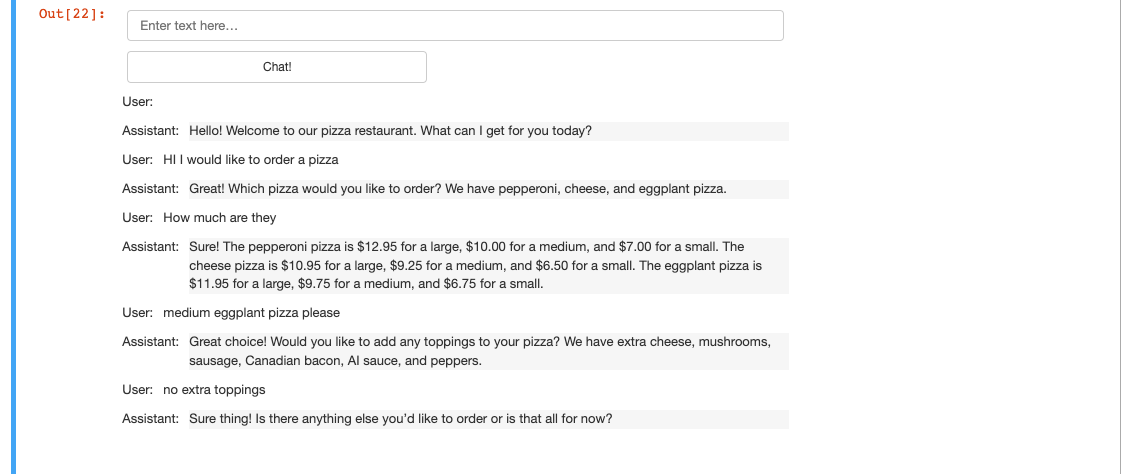 Out[22]:
Enter text here…
Chat!
User:
Assistant: Hello! Welcome to our pizza restaurant. What can I get for you today?
User: HI I would like to order a pizza
Assistant: Great! Which pizza would you like to order? We have pepperoni, cheese, and eggplant pizza.
User: How much are they
Assistant: Sure! The pepperoni pizza is $12.95 for a large, $10.00 for a medium, and $7.00 for a small. The
cheese pizza is $10.95 for a large, $9.25 for a medium, and $6.50 for a small. The eggplant pizza is
$11.95 for a large, $9.75 for a medium, and $6.75 for a small.
User: medium eggplant pizza please
Assistant: Great choice! Would you like to add any toppings to your pizza? We have extra cheese, mushrooms,
sausage, Canadian bacon, AI sauce, and peppers.
User: no extra toppings
Assistant: Sure thing! Is there anything else you’d like to order or is that all for now?